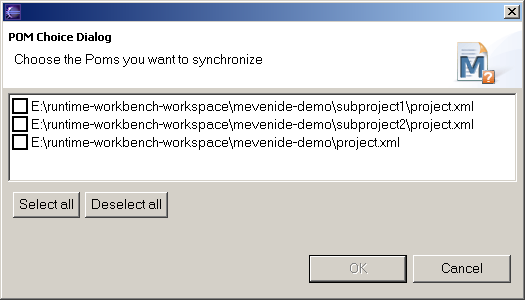 POM Choice Dialog
Choose the Poms you want to synchronize
M
?
E:\runtime-workbench-workspace\mevenide-demo\subproject1\project.xml
E:\runtime-workbench-workspace\mevenide-demo\subproject2\project.xml
E:\runtime-workbench-workspace\mevenide-demo\project.xml
Select all Deselect all
OK Cancel